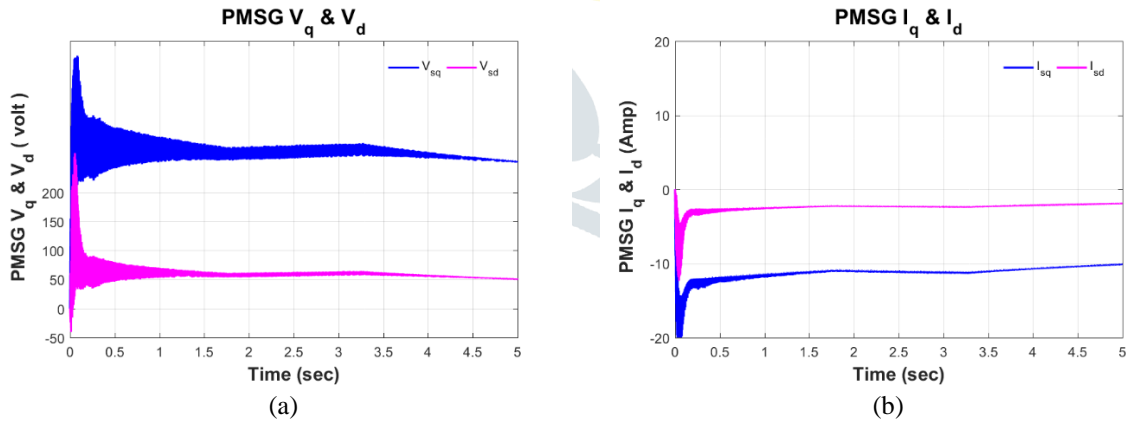 PMSG V_q & V_d
V_sq V_sd
PMSG V_q & V_d ( volt )
200
150
100
50
0
-50
0 0.5 1 1.5 2 2.5 3 3.5 4 4.5 5
Time (sec)
(a)
PMSG I_q & I_d
I_sq I_sd
PMSG I_q & I_d (Amp)
20
10
0
-10
-20
0 0.5 1 1.5 2 2.5 3 3.5 4 4.5 5
Time (sec)
(b)